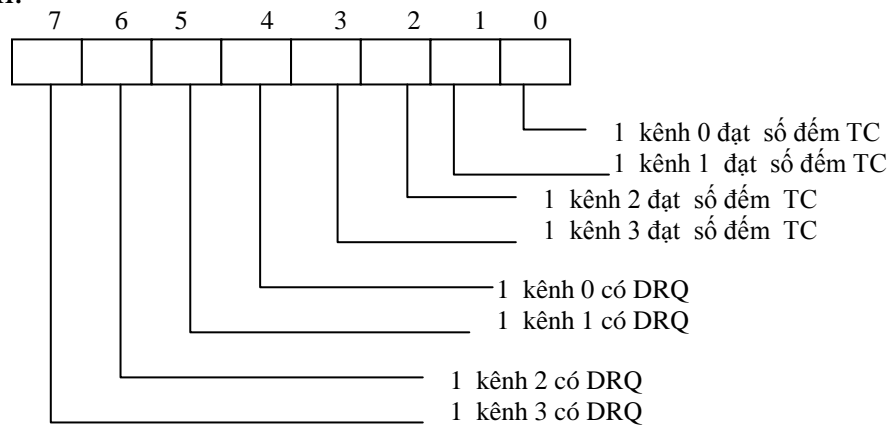 7 6 5 4 3 2 1 0
1 kênh 0 đạt số đếm TC
1 kênh 1 đạt số đếm TC
1 kênh 2 đạt số đếm TC
1 kênh 3 đạt số đếm TC
1 kênh 0 có DRQ
1 kênh 1 có DRQ
1 kênh 2 có DRQ
1 kênh 3 có DRQ